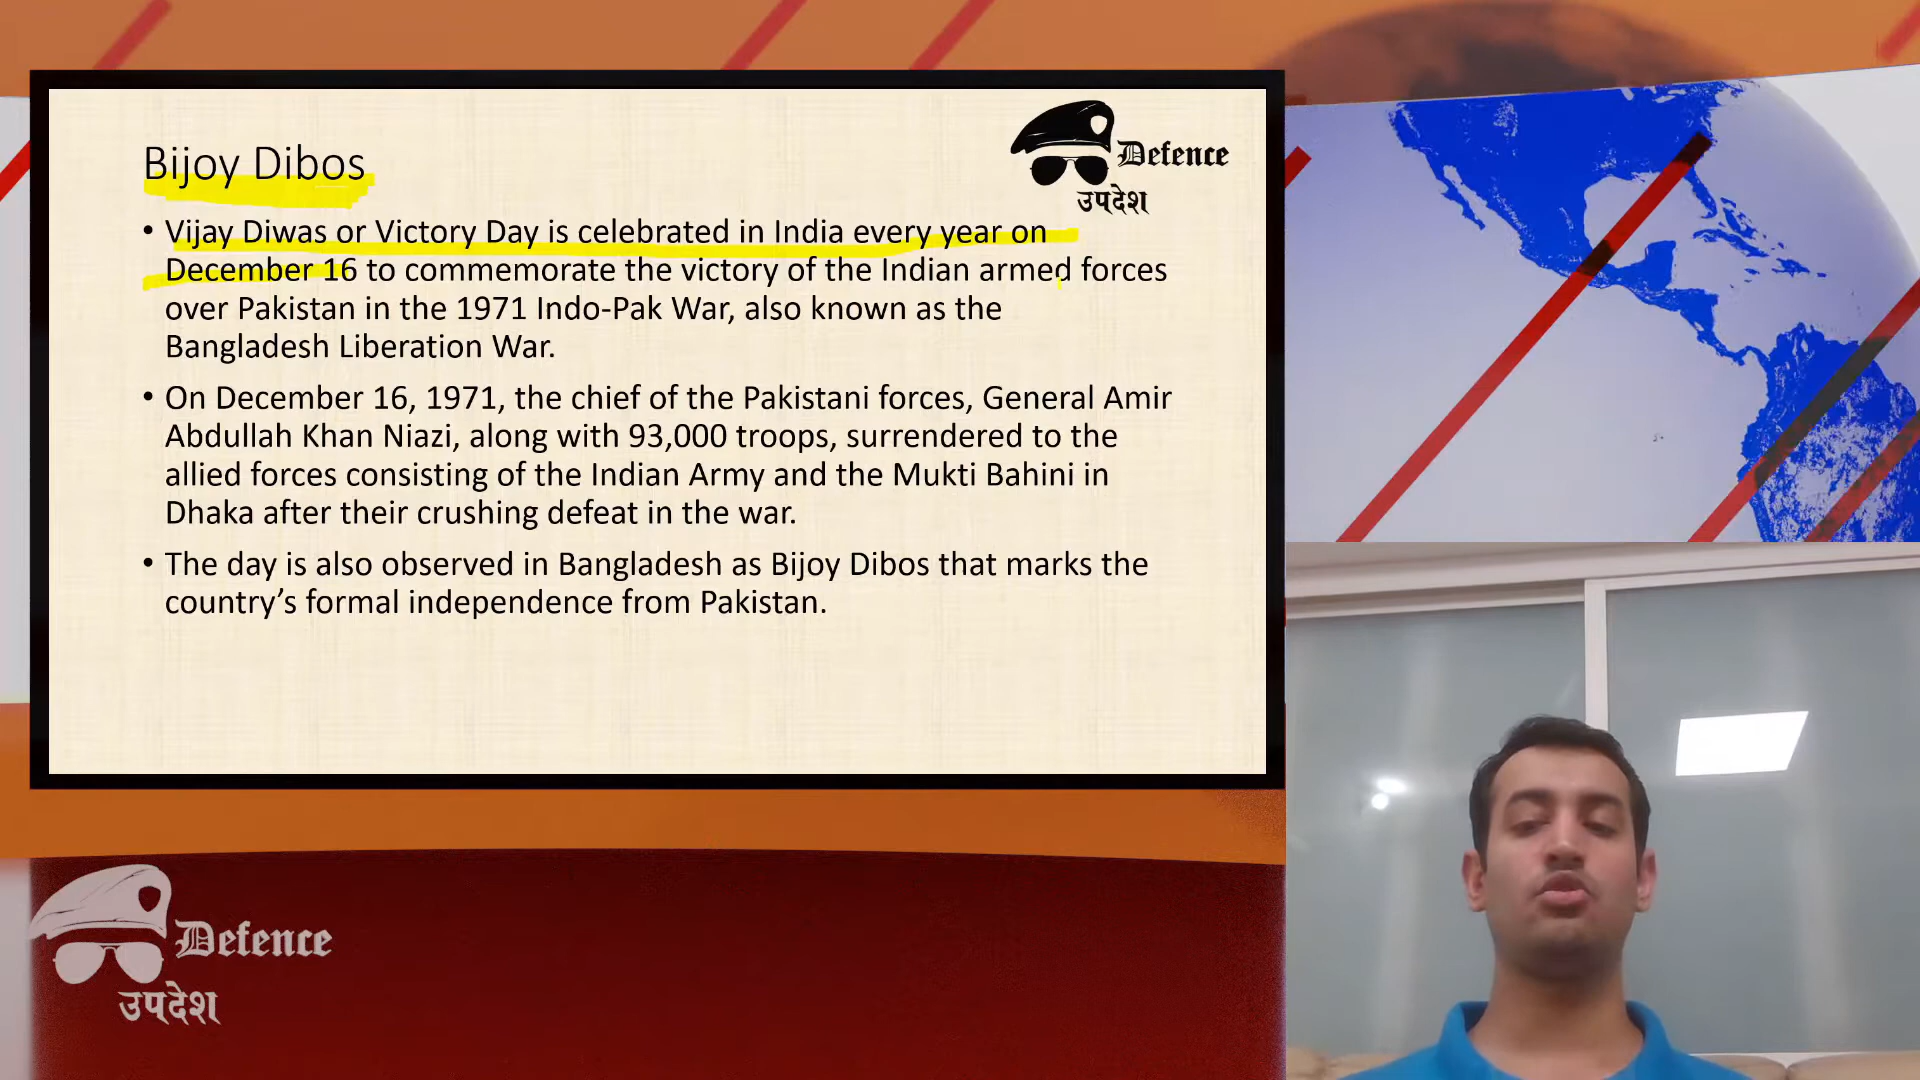 Bijoy Dibos
Defence
उपदेश
• Vijay Diwas or Victory Day is celebrated in India every year on
December 16 to commemorate the victory of the Indian armed forces
over Pakistan in the 1971 Indo-Pak War, also known as the
Bangladesh Liberation War.
• On December 16, 1971, the chief of the Pakistani forces, General Amir
Abdullah Khan Niazi, along with 93,000 troops, surrendered to the
allied forces consisting of the Indian Army and the Mukti Bahini in
Dhaka after their crushing defeat in the war.
• The day is also observed in Bangladesh as Bijoy Dibos that marks the
country’s formal independence from Pakistan.
Defence
उपदेश